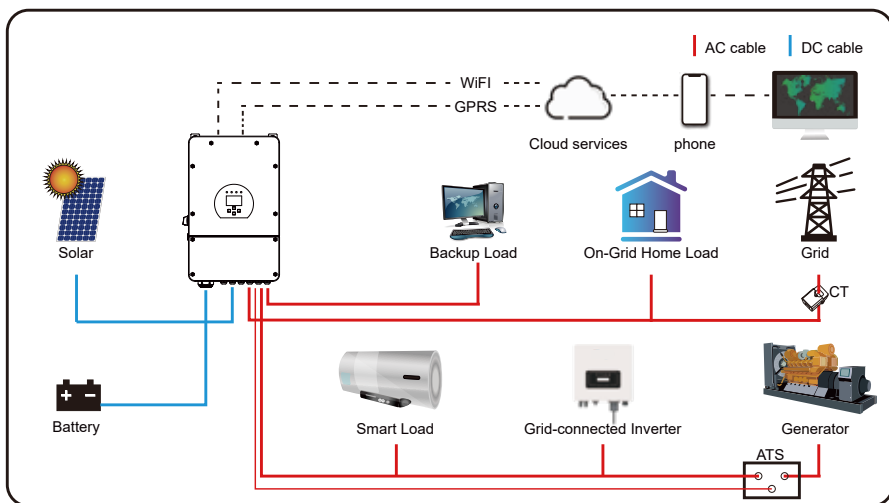 AC cable
DC cable
WiFI
GPRS
Cloud services
phone
Solar
Backup Load
On-Grid Home Load
Grid
CT
Battery
Smart Load
Grid-connected Inverter
Generator
ATS